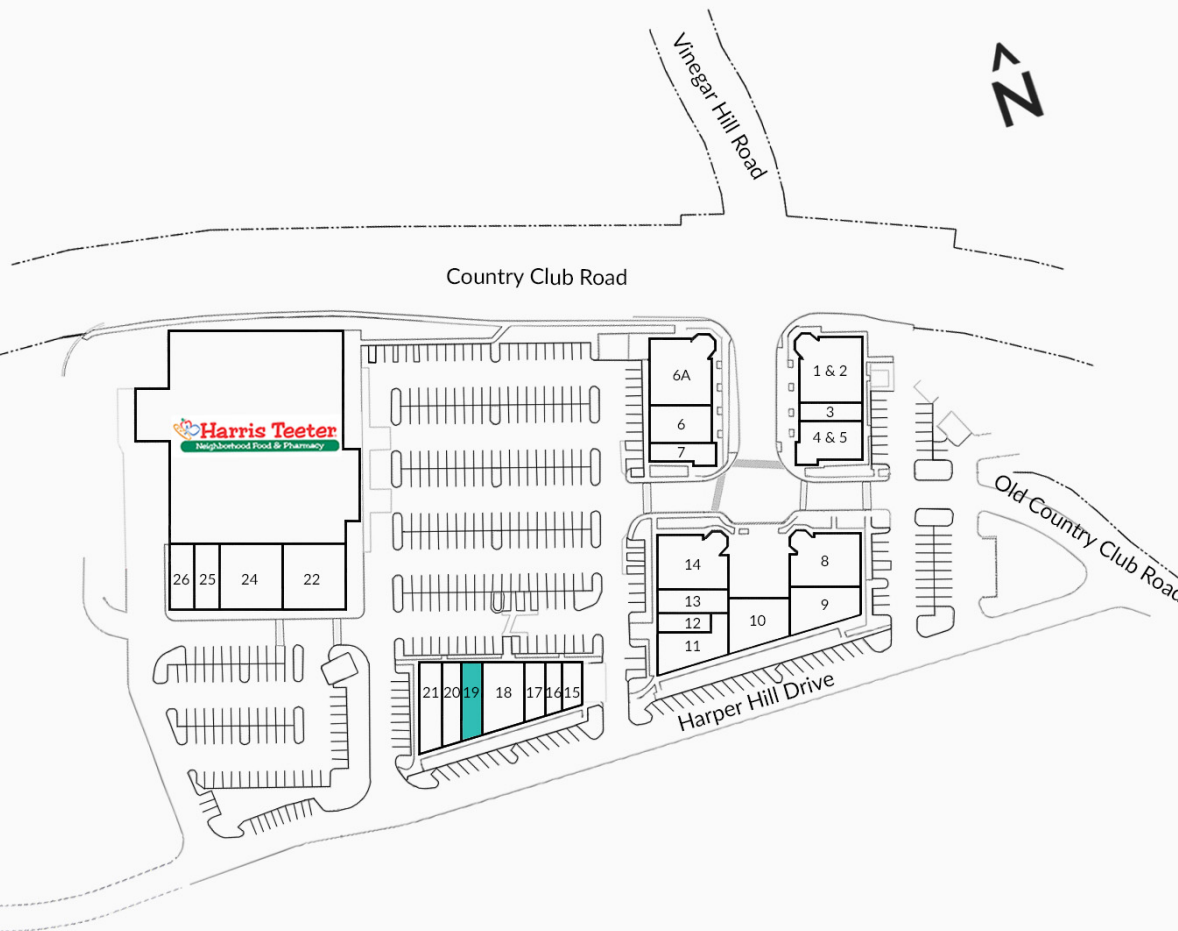 Vinegar Hill Road
N
Country Club Road
6A
1 & 2
3
6
4 & 5
7
Harris Teeter
Neighborhood Food & Pharmacy
Old Country Club Road
14
8
26
25
24
22
13
9
12
10
11
21
20
19
18
17
16
15
Harper Hill Drive